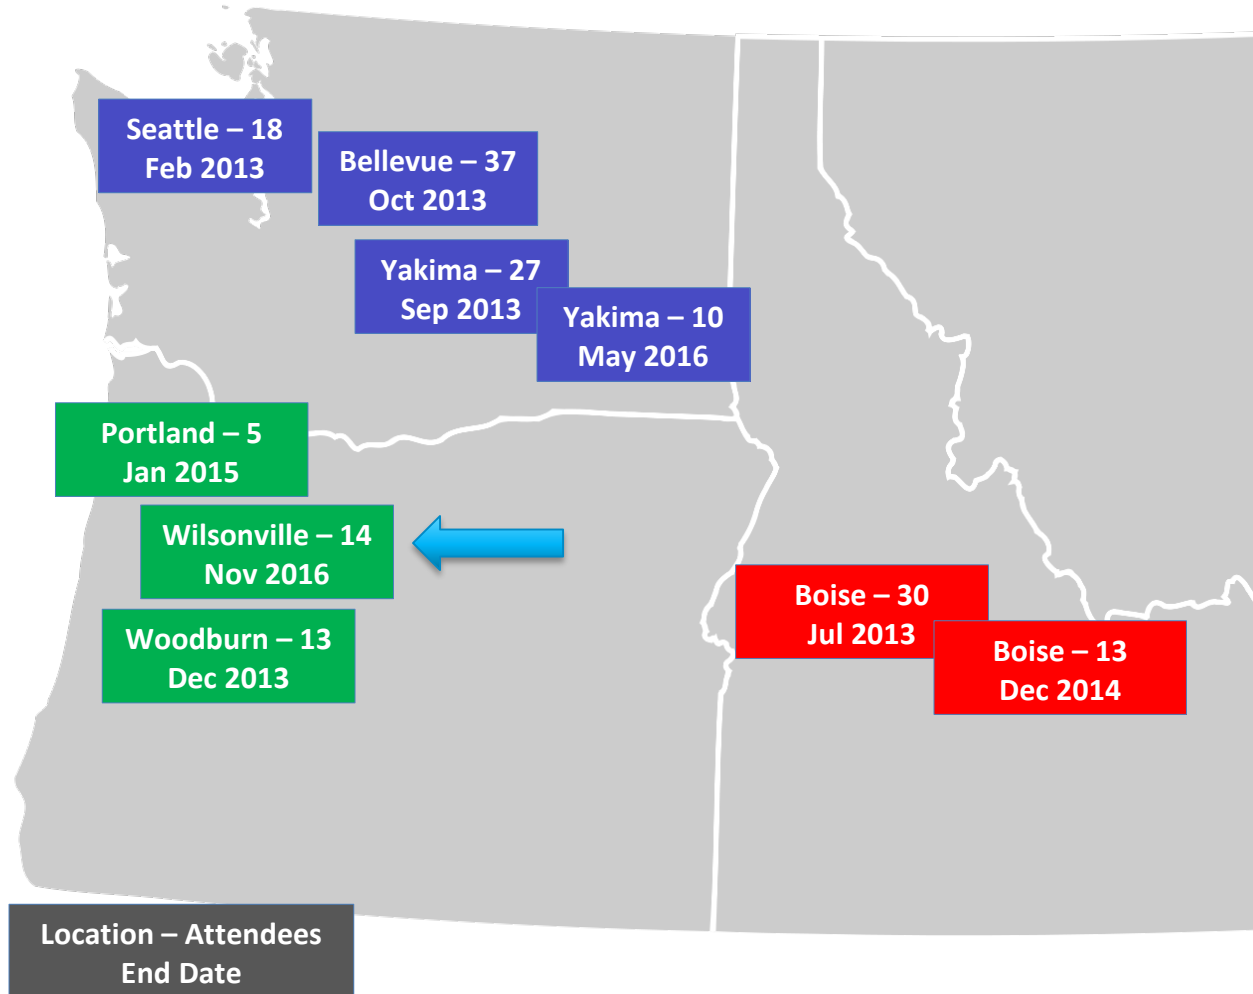 Seattle – 18
Feb 2013
Bellevue – 37
Oct 2013
Yakima – 27
Sep 2013
Yakima – 10
May 2016
Portland – 5
Jan 2015
Wilsonville – 14
Nov 2016
Woodburn – 13
Dec 2013
Boise – 30
Jul 2013
Boise – 13
Dec 2014
Location – Attendees
End Date